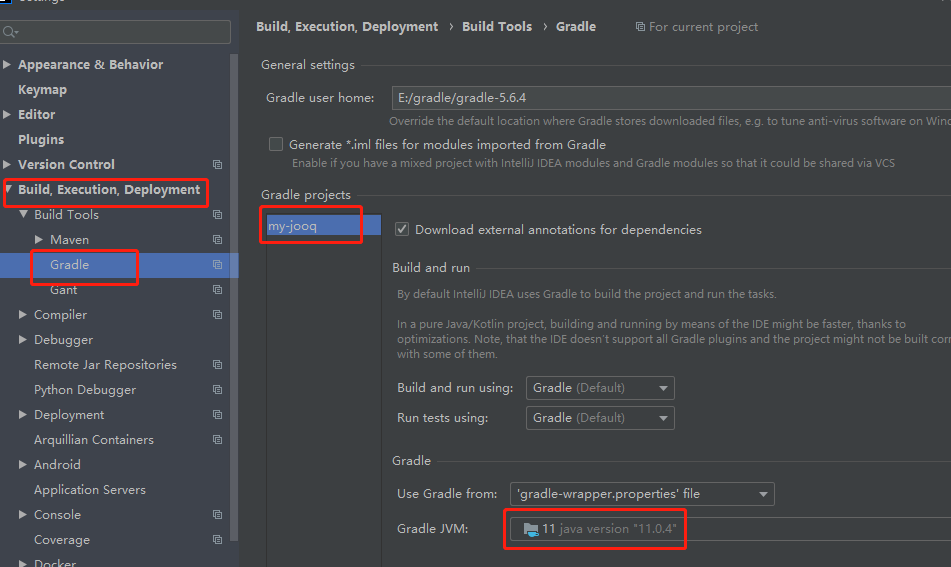 Settings
Appearance & Behavior
Keymap
Editor
Plugins
Version Control
Build, Execution, Deployment
Build Tools
Maven
Gradle
Gant
Compiler
Debugger
Remote Jar Repositories
Python Debugger
Deployment
Arquillian Containers
Android
Application Servers
Console
Coverage
Docker
Build, Execution, Deployment › Build Tools › Gradle For current project
General settings
Gradle user home: E:/gradle/gradle-5.6.4
Override the default location where Gradle stores downloaded files, e.g. to tune anti-virus software on Win
Generate *.iml files for modules imported from Gradle
Enable if you have a mixed project with IntelliJ IDEA modules and Gradle modules so that it could be shared via VCS
Gradle projects
my-jooq
Download external annotations for dependencies
Build and run
By default IntelliJ IDEA uses Gradle to build the project and run the tasks.
In a pure Java/Kotlin project, building and running by means of the IDE might be faster, thanks to
optimizations. Note, that the IDE doesn't support all Gradle plugins and the project might not be built cor
with some of them.
Build and run using: Gradle (Default)
Run tests using: Gradle (Default)
Gradle
Use Gradle from: 'gradle-wrapper.properties' file
Gradle JVM: 11 java version "11.0.4"